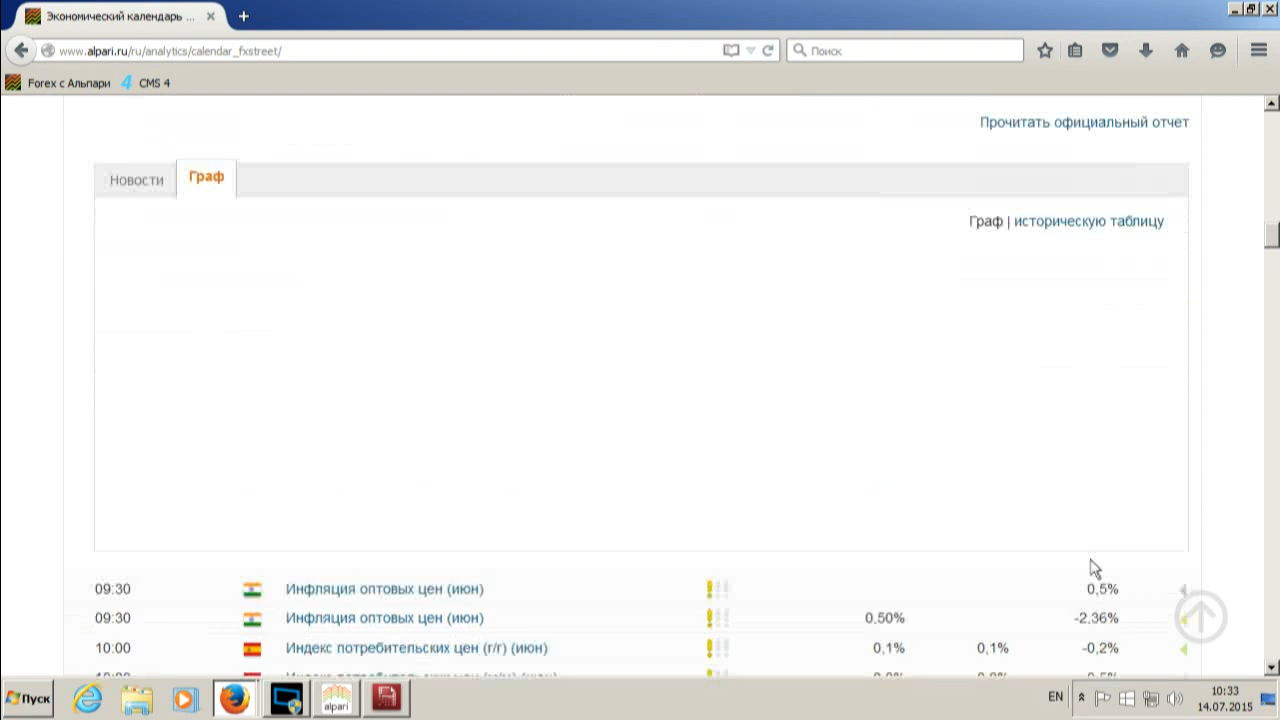 Экономический календарь ...
www.alpari.ru/ru/analytics/calendar_fxstreet/
Поиск
Forex с Альпари
CMS 4
Прочитать официальный отчет
Новости
Граф
Граф | историческую таблицу
09:30 Инфляция оптовых цен (июн) 0,5%
09:30 Инфляция оптовых цен (июн) 0,50% -2,36%
10:00 Индекс потребительских цен (г/г) (июн) 0,1% 0,1% -0,2%
Пуск
alpari
EN
10:33
14.07.2015